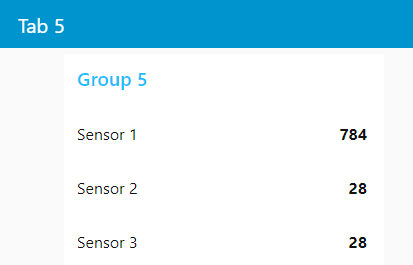 Tab 5
Group 5
Sensor 1 784
Sensor 2 28
Sensor 3 28